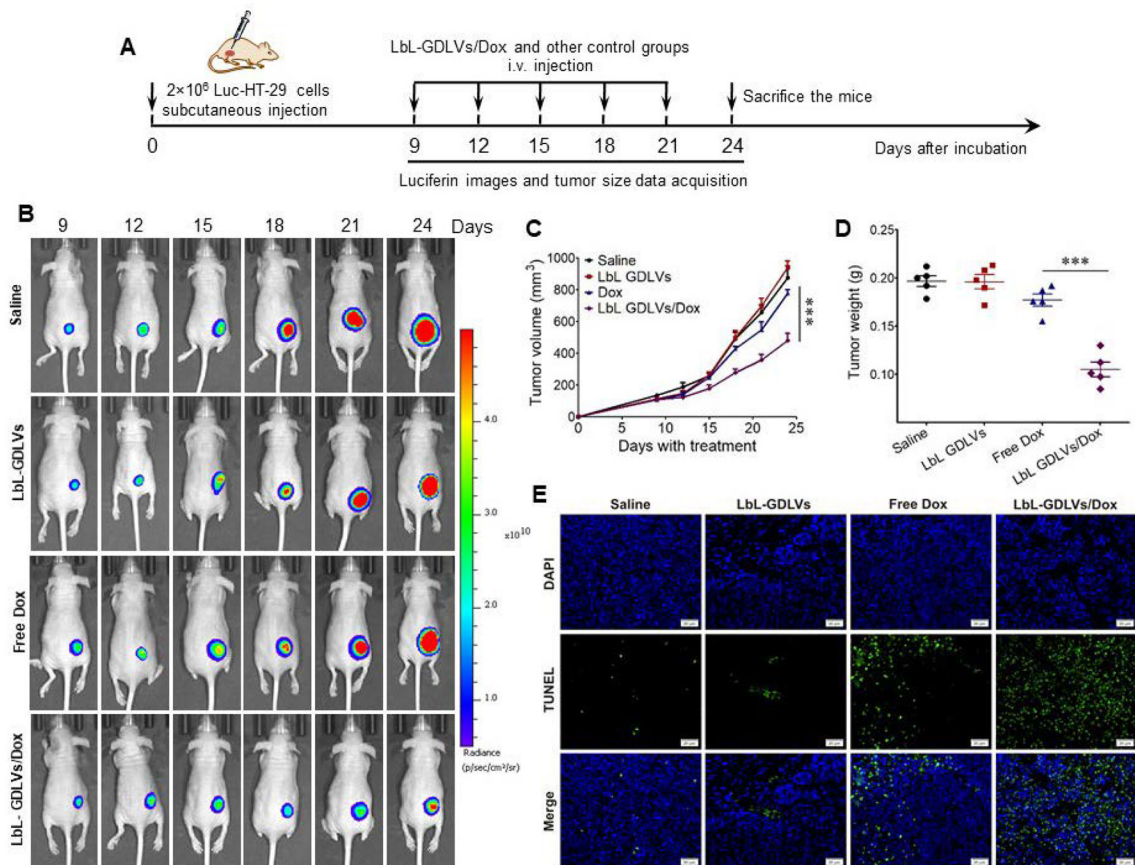 A
2×10⁶ Luc-HT-29 cells
subcutaneous injection
LbL-GDLVs/Dox and other control groups
i.v. injection
Sacrifice the mice
0
9
12
15
18
21
24
Days after incubation
Luciferin images and tumor size data acquisition
B
9
12
15
18
21
24
Days
Saline
LbL-GDLVs
Free Dox
LbL- GDLVs/Dox
4.0
3.0
x10¹⁰
2.0
1.0
Radiance
(p/sec/cm²/sr)
C
Tumor volume (mm³)
1000
800
600
400
200
0
Saline
LbL GDLVs
Dox
LbL GDLVs/Dox
***
0
5
10
15
20
25
Days with treatment
D
Tumor weight (g)
0.25
0.20
0.15
0.10
***
Saline
LbL GDLVs
Free Dox
LbL GDLVs/Dox
E
Saline
LbL-GDLVs
Free Dox
LbL-GDLVs/Dox
DAPI
TUNEL
Merge